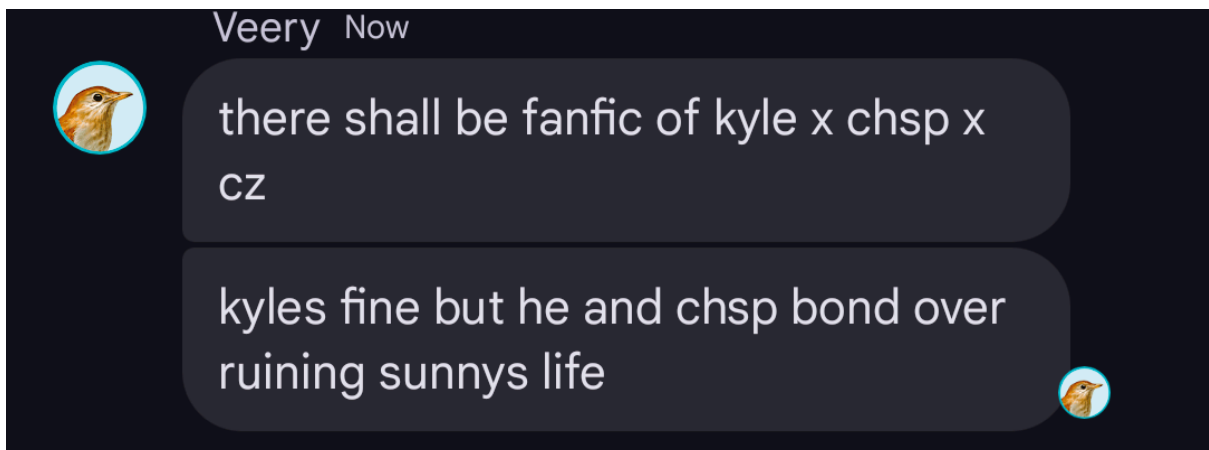 Veery Now
there shall be fanfic of kyle x chsp x
cz
kyles fine but he and chsp bond over
ruining sunnys life